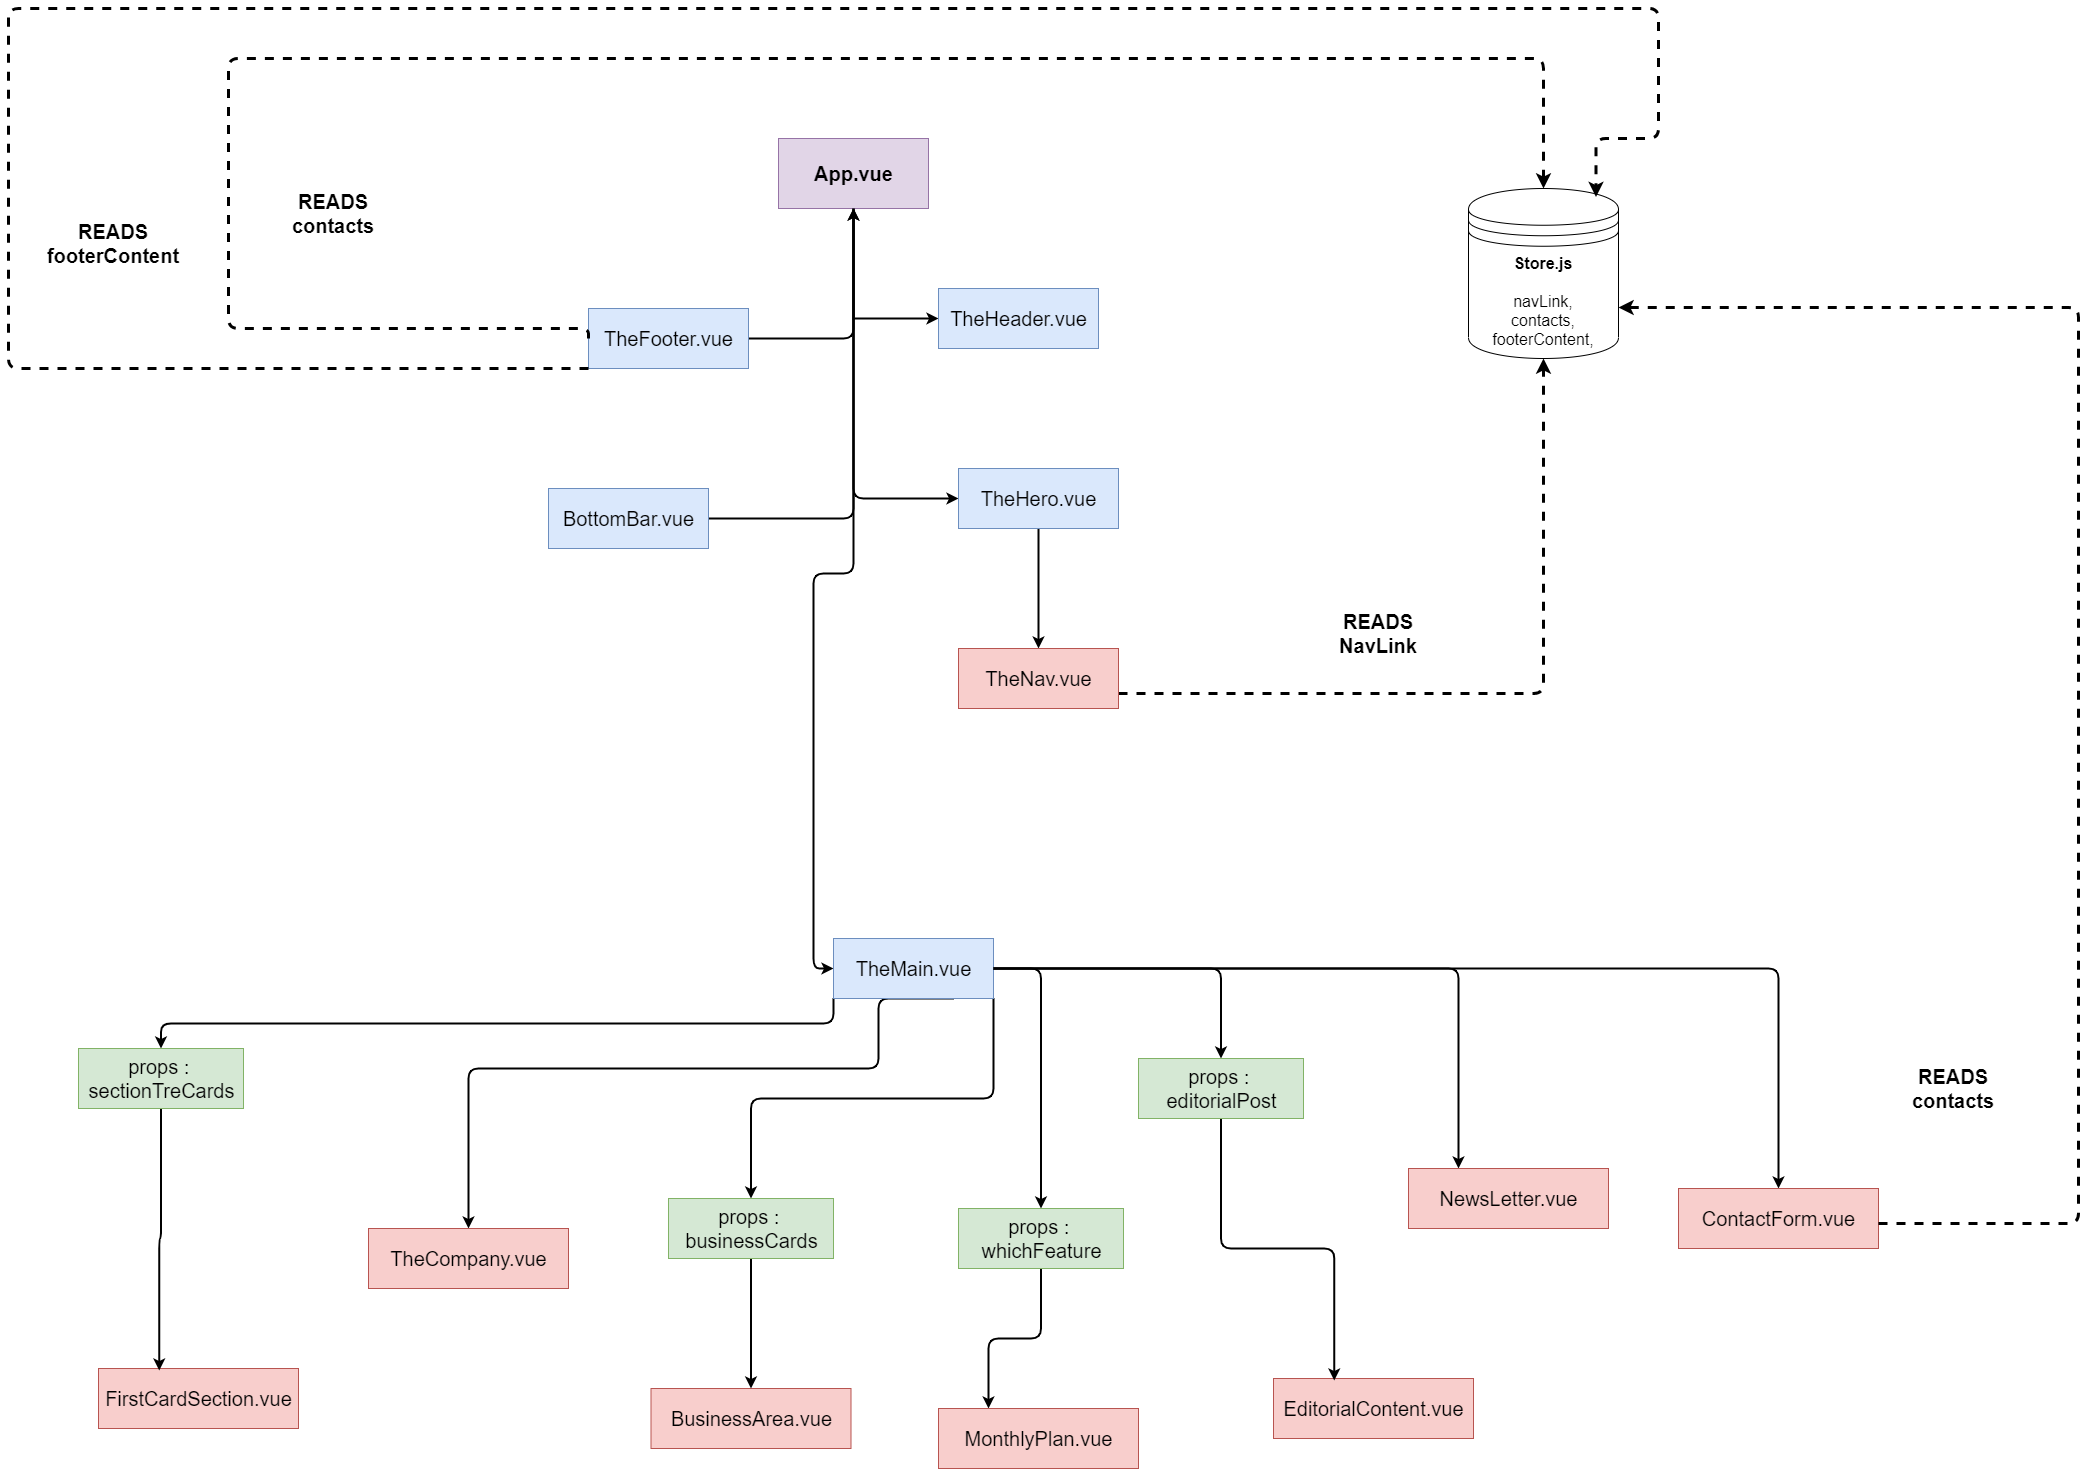 App.vue
READS
contacts
READS
footerContent
Store.js
navLink,
contacts,
footerContent,
TheHeader.vue
TheFooter.vue
TheHero.vue
BottomBar.vue
READS
NavLink
TheNav.vue
TheMain.vue
props :
sectionTreCards
props :
editorialPost
READS
contacts
NewsLetter.vue
ContactForm.vue
props :
businessCards
props :
whichFeature
TheCompany.vue
FirstCardSection.vue
BusinessArea.vue
MonthlyPlan.vue
EditorialContent.vue